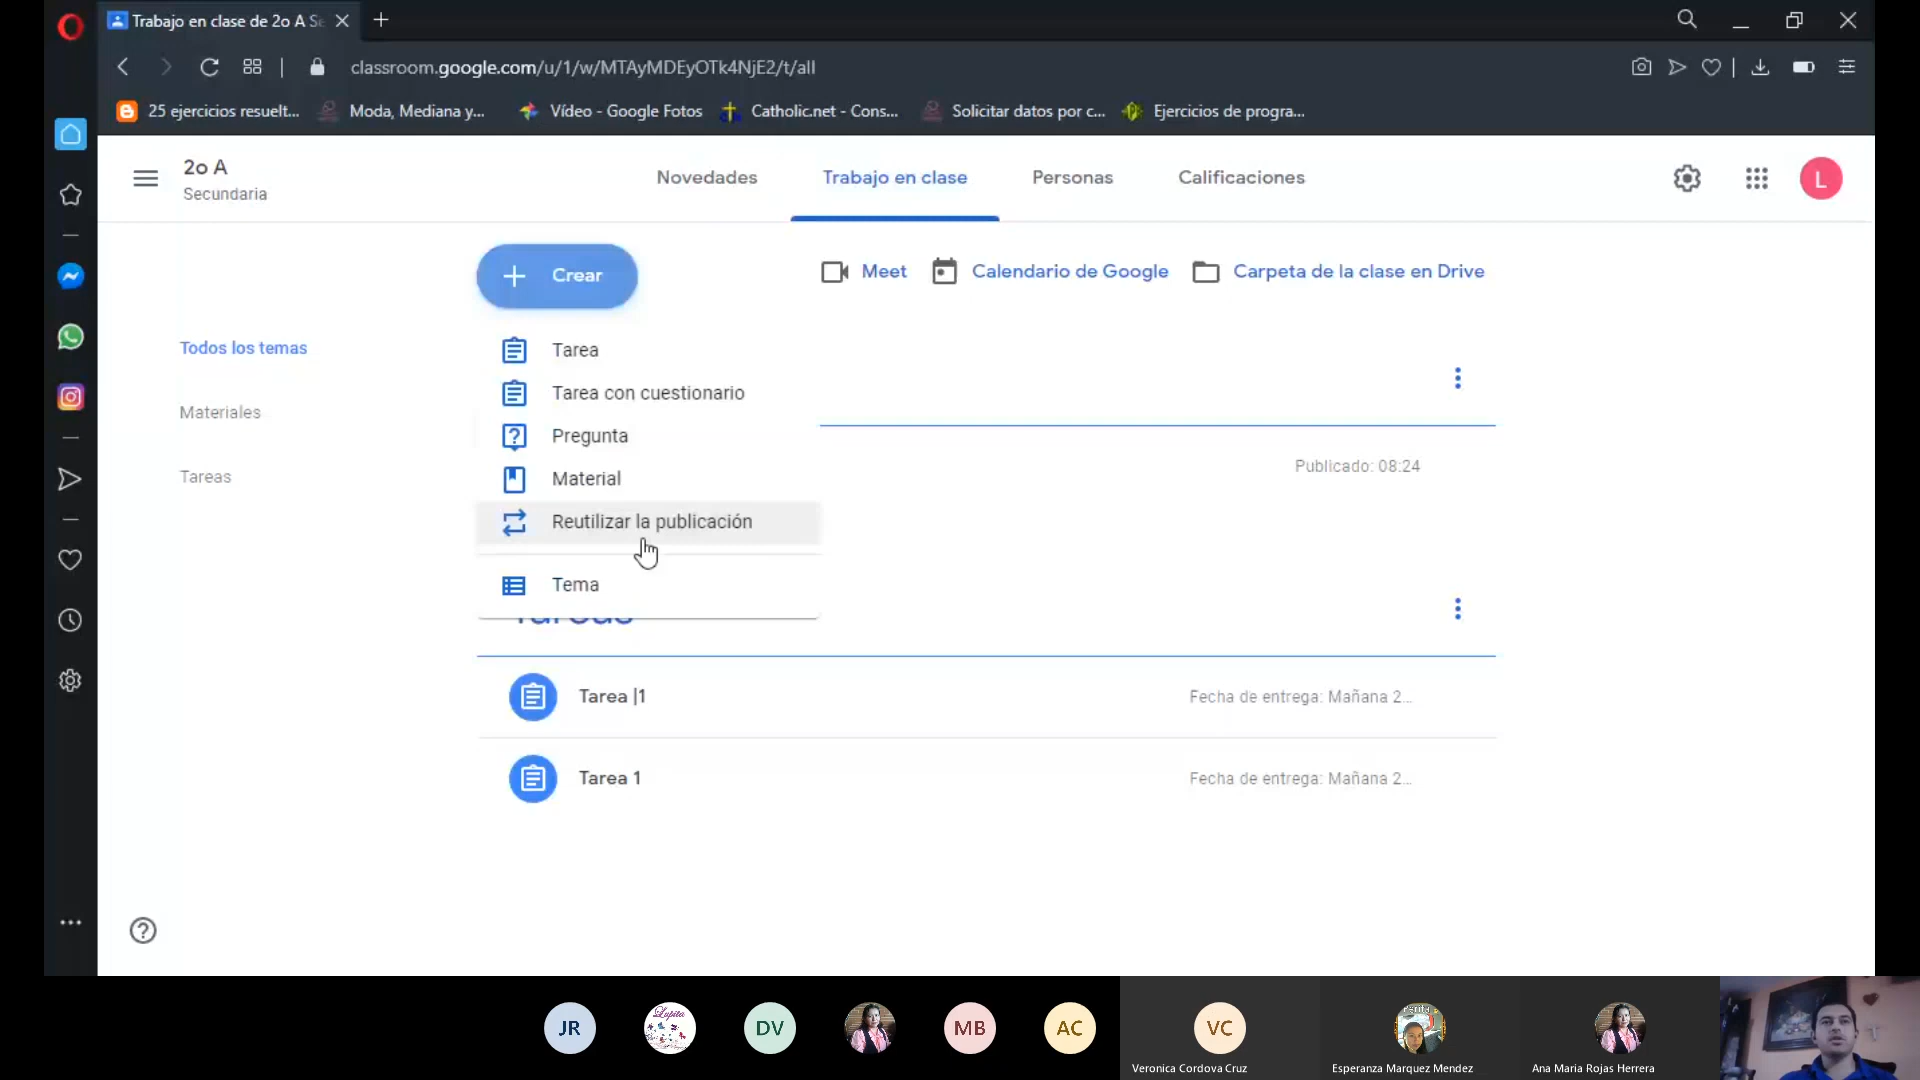 Trabajo en clase de 2o A Se
classroom.google.com/u/1/w/MTAyMDEyOTk4NjE2/t/all
25 ejercicios resuelt...
Moda, Mediana y...
Vídeo - Google Fotos
Catholic.net - Cons...
Solicitar datos por c...
Ejercicios de progra...
2o A
Secundaria
Novedades
Trabajo en clase
Personas
Calificaciones
L
Crear
Meet
Calendario de Google
Carpeta de la clase en Drive
Todos los temas
Materiales
Tareas
Tarea
Tarea con cuestionario
Pregunta
Material
Reutilizar la publicación
Tema
Publicado: 08:24
Tareas
Tarea |1
Fecha de entrega: Mañana 2...
Tarea 1
Fecha de entrega: Mañana 2...
JR
Lupita
DV
MB
AC
VC
Veronica Cordova Cruz
Esperanza Marquez Mendez
Ana Maria Rojas Herrera